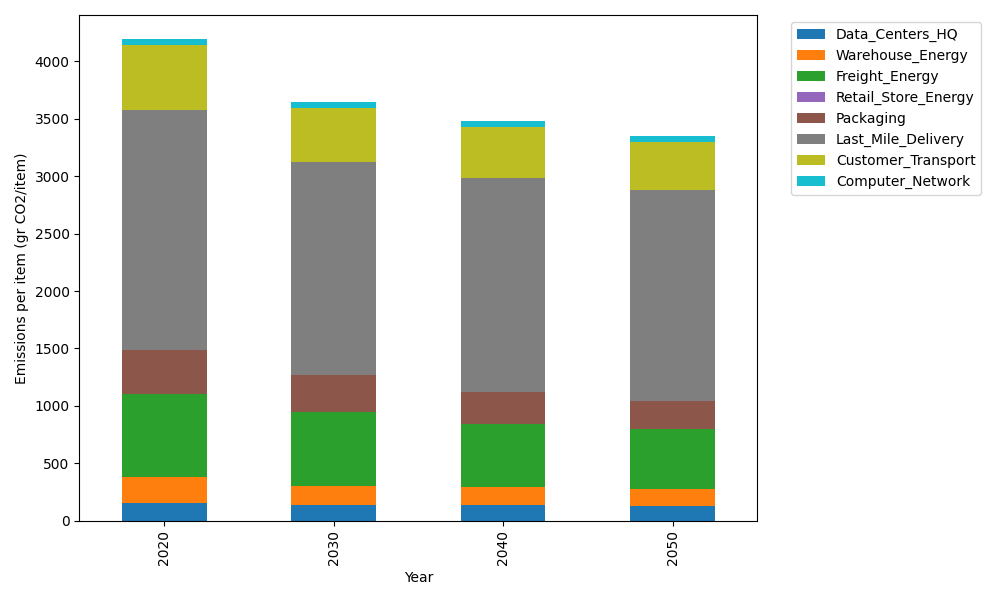 4000
3500
3000
2500
2000
1500
1000
500
0
Emissions per item (gr CO2/item)
2020
2030
2040
2050
Year
Data_Centers_HQ
Warehouse_Energy
Freight_Energy
Retail_Store_Energy
Packaging
Last_Mile_Delivery
Customer_Transport
Computer_Network